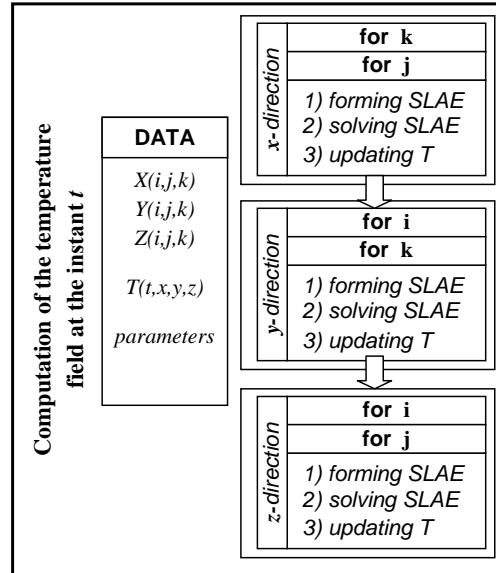 Computation of the temperature
field at the instant t
DATA
X(i,j,k)
Y(i,j,k)
Z(i,j,k)
T(t,x,y,z)
parameters
x-direction
for k
for j
1) forming SLAE
2) solving SLAE
3) updating T
y-direction
for i
for k
1) forming SLAE
2) solving SLAE
3) updating T
z-direction
for i
for j
1) forming SLAE
2) solving SLAE
3) updating T